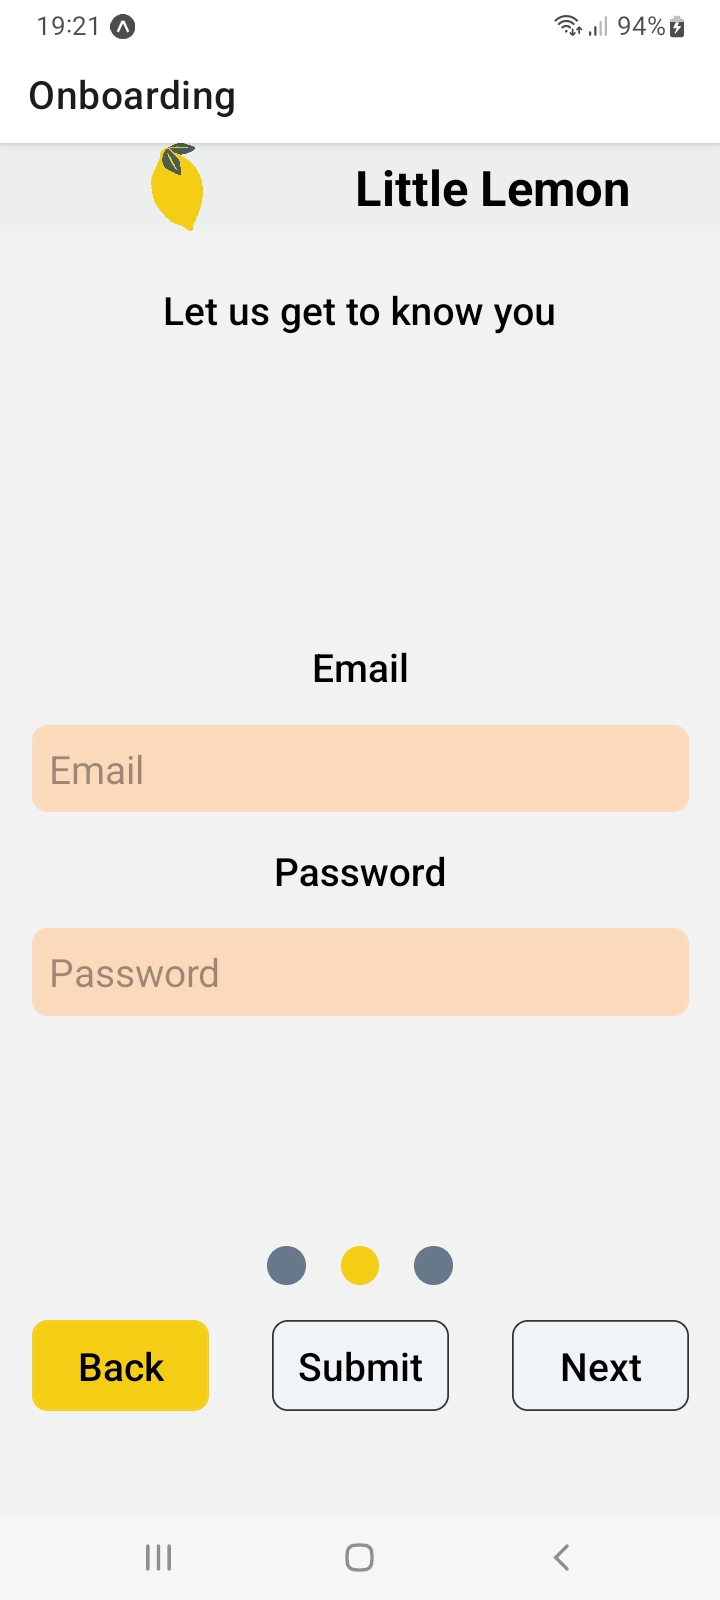 19:21 94%
Onboarding
Little Lemon
Let us get to know you
Email
Email
Password
Password
Back Submit Next